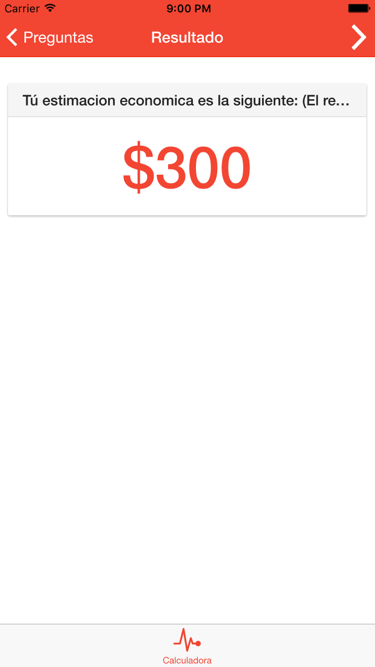 Carrier 9:00 PM
Preguntas Resultado
Tú estimacion economica es la siguiente: (El re...
$300
Calculadora